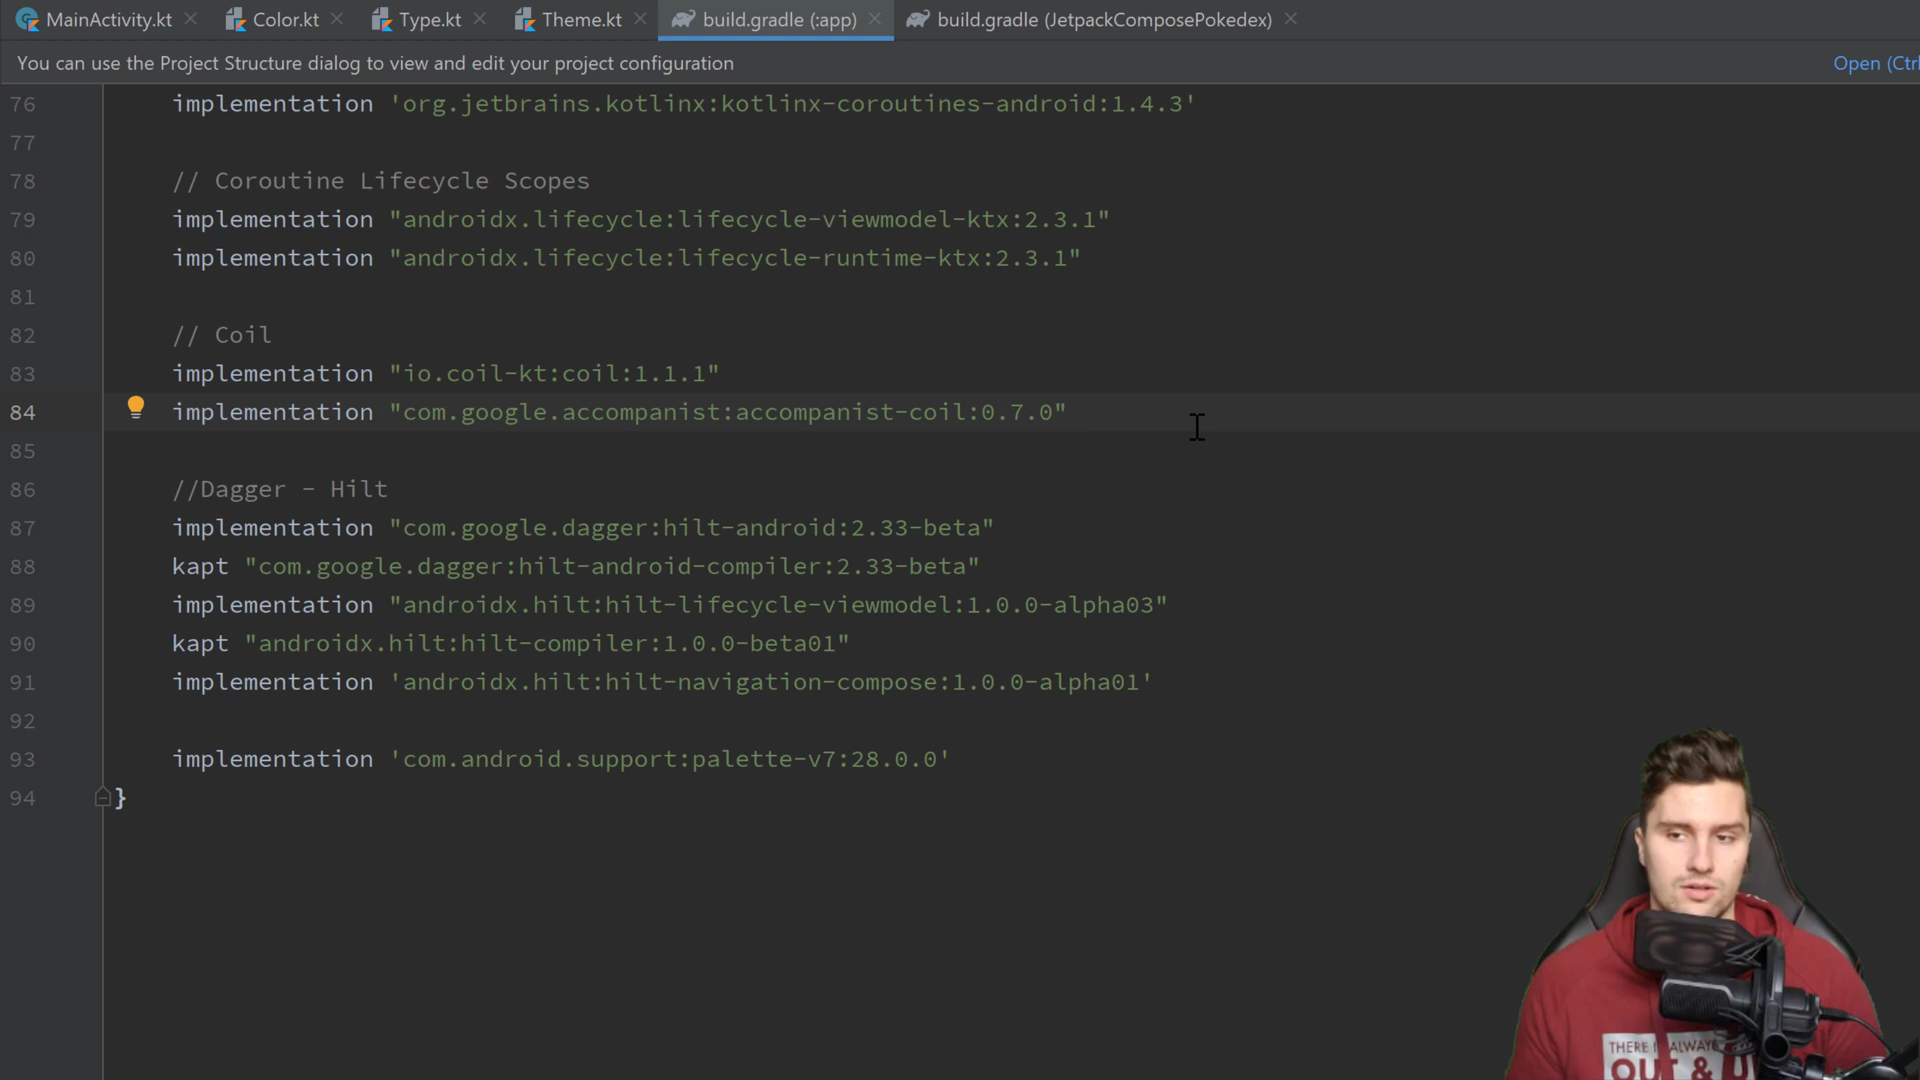 MainActivity.kt Color.kt Type.kt Theme.kt build.gradle (:app) build.gradle (JetpackComposePokedex)
You can use the Project Structure dialog to view and edit your project configuration Open (Ctrl
76 implementation 'org.jetbrains.kotlinx:kotlinx-coroutines-android:1.4.3'
77
78 // Coroutine Lifecycle Scopes
79 implementation "androidx.lifecycle:lifecycle-viewmodel-ktx:2.3.1"
80 implementation "androidx.lifecycle:lifecycle-runtime-ktx:2.3.1"
81
82 // Coil
83 implementation "io.coil-kt:coil:1.1.1"
84 implementation "com.google.accompanist:accompanist-coil:0.7.0"
85
86 //Dagger - Hilt
87 implementation "com.google.dagger:hilt-android:2.33-beta"
88 kapt "com.google.dagger:hilt-android-compiler:2.33-beta"
89 implementation "androidx.hilt:hilt-lifecycle-viewmodel:1.0.0-alpha03"
90 kapt "androidx.hilt:hilt-compiler:1.0.0-beta01"
91 implementation 'androidx.hilt:hilt-navigation-compose:1.0.0-alpha01'
92
93 implementation 'com.android.support:palette-v7:28.0.0'
94 }
THERE ALWAYS
OUT &